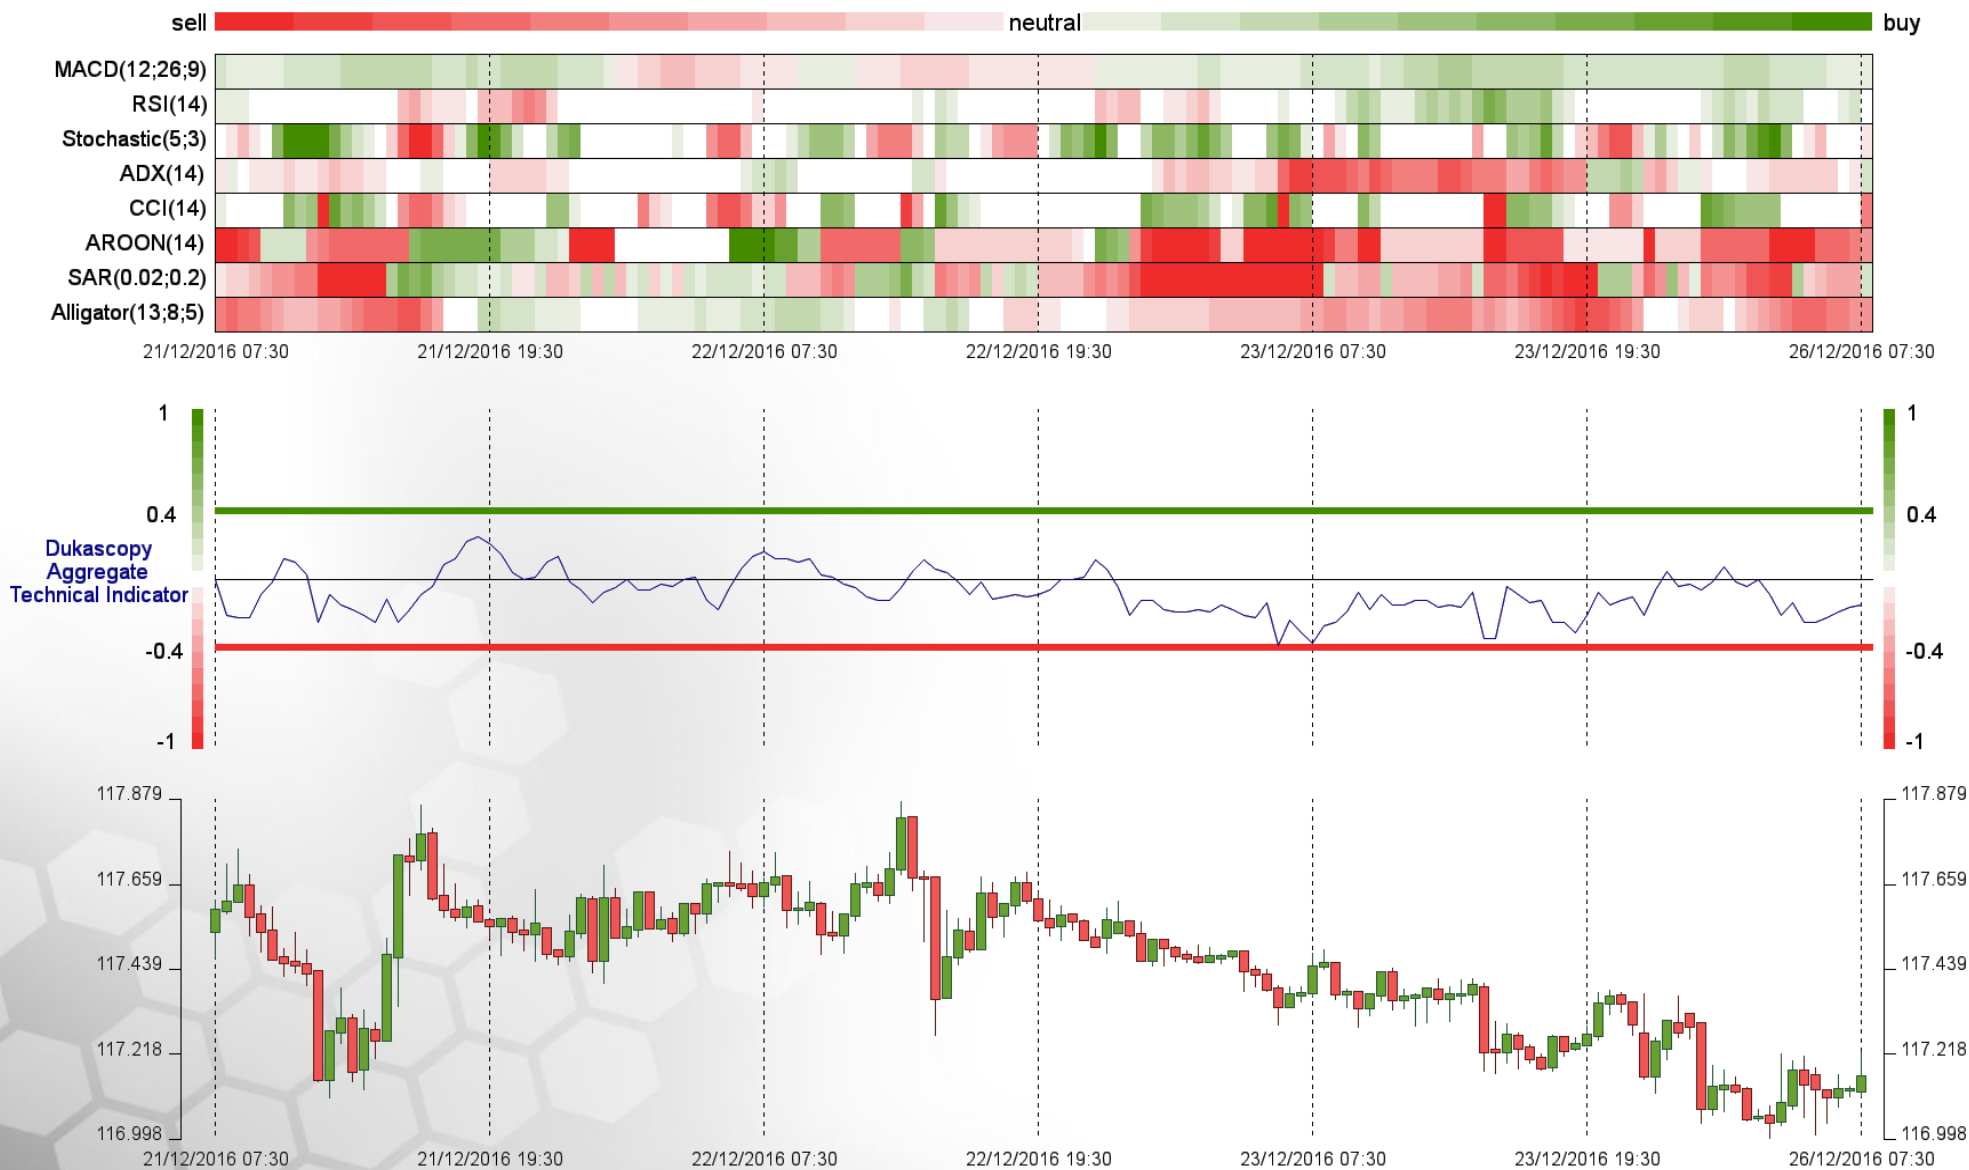 sell neutral buy
MACD(12;26;9)
RSI(14)
Stochastic(5;3)
ADX(14)
CCI(14)
AROON(14)
SAR(0.02;0.2)
Alligator(13;8;5)
21/12/2016 07:30 21/12/2016 19:30 22/12/2016 07:30 22/12/2016 19:30 23/12/2016 07:30 23/12/2016 19:30 26/12/2016 07:30
1 1
0.4 0.4
Dukascopy
Aggregate
Technical Indicator
-0.4 -0.4
-1 -1
117.879 117.879
117.659 117.659
117.439 117.439
117.218 117.218
116.998 116.998
21/12/2016 07:30 21/12/2016 19:30 22/12/2016 07:30 22/12/2016 19:30 23/12/2016 07:30 23/12/2016 19:30 26/12/2016 07:30